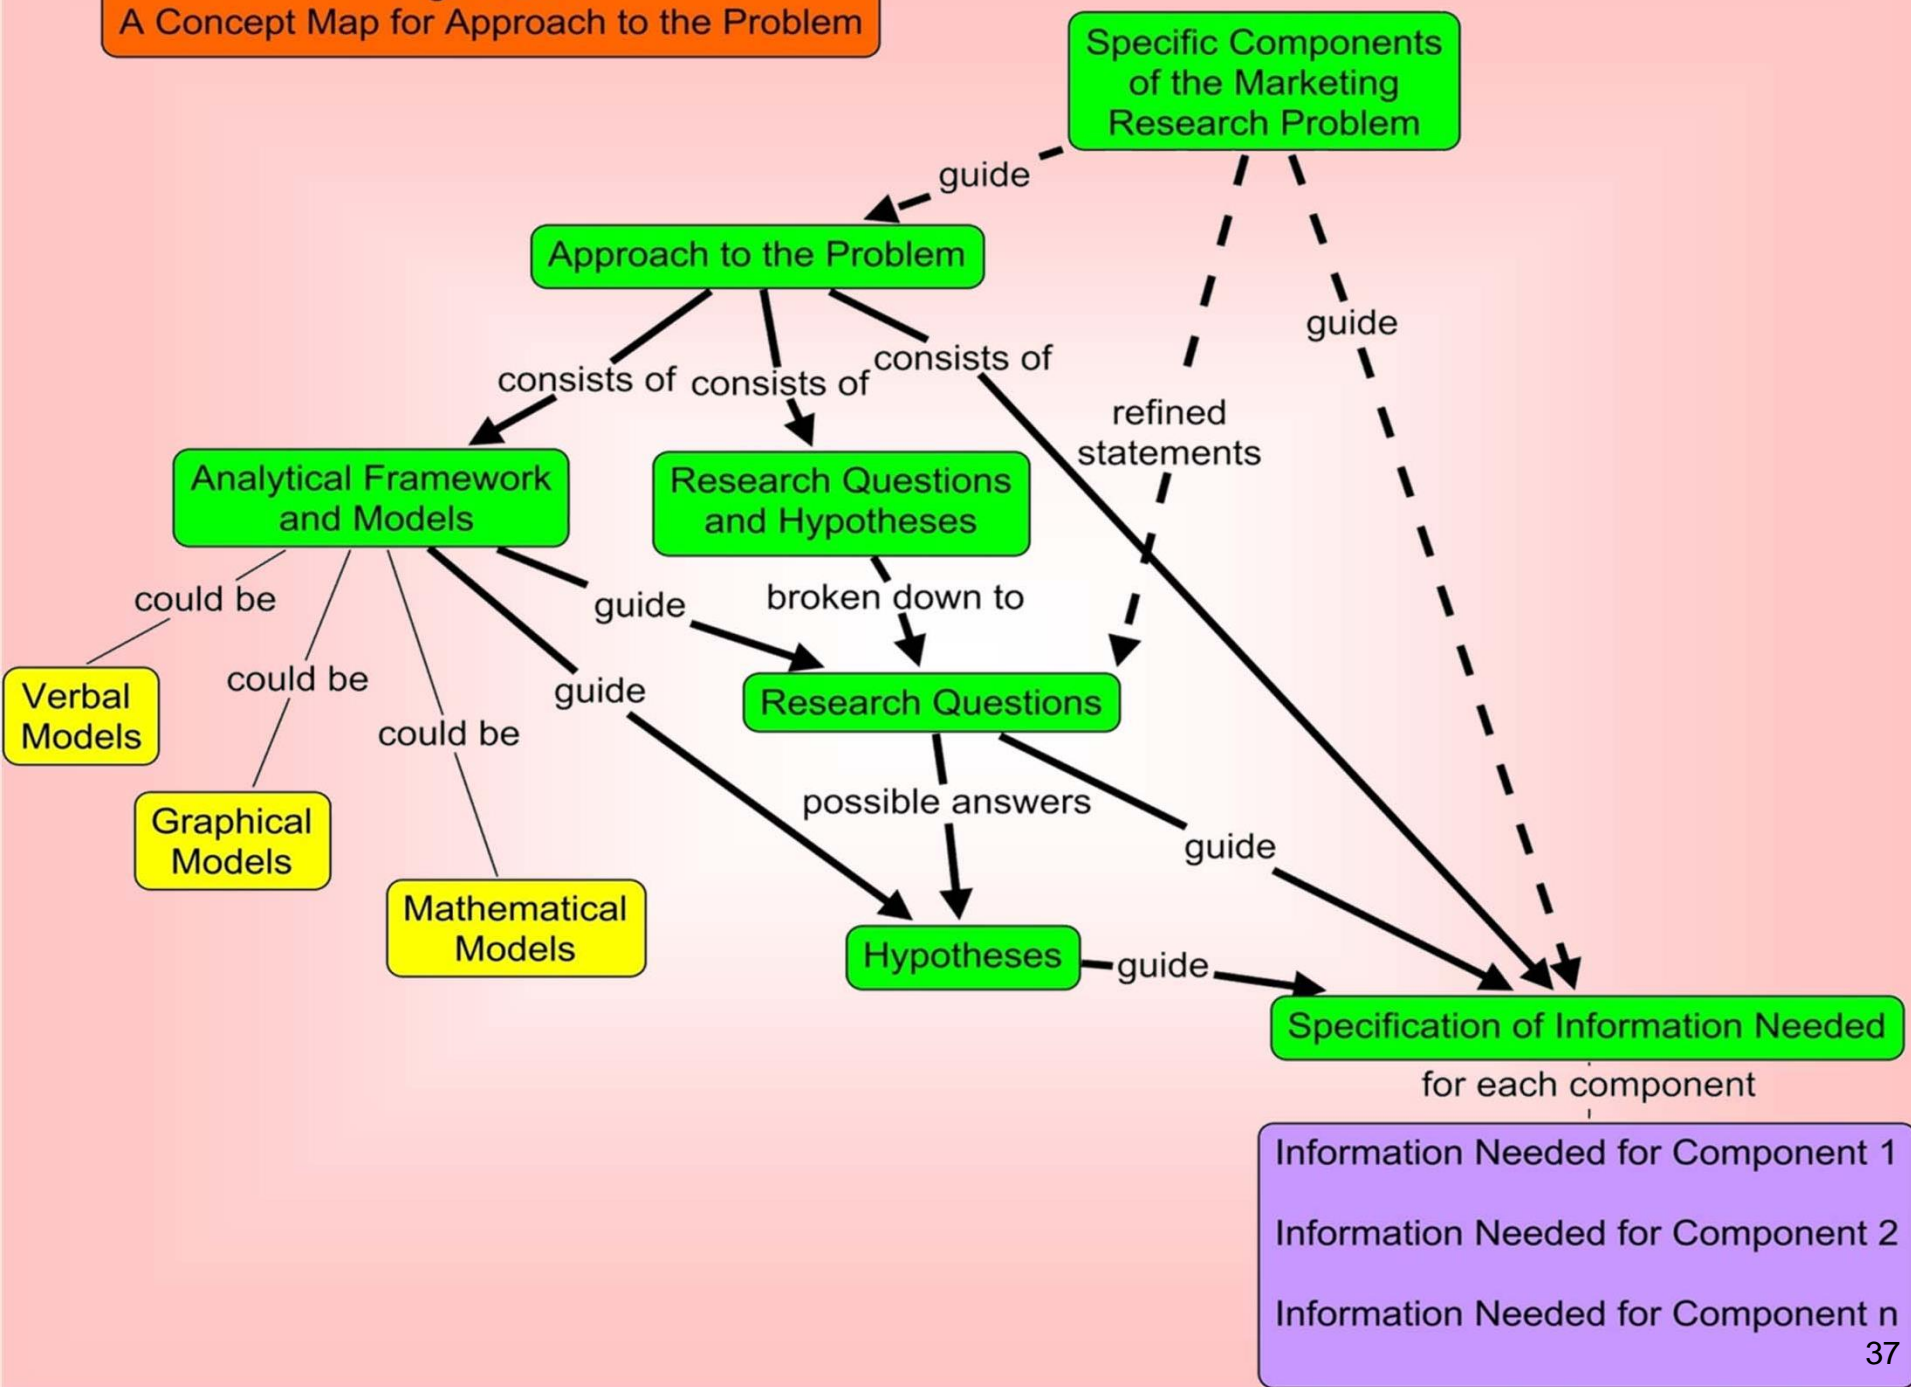 A Concept Map for Approach to the Problem
Specific Components
of the Marketing
Research Problem
guide
Approach to the Problem
guide
consists of
consists of
consists of
refined
statements
Analytical Framework
and Models
Research Questions
and Hypotheses
could be
guide
broken down to
could be
guide
Verbal
Models
Research Questions
could be
possible answers
Graphical
Models
guide
Mathematical
Models
Hypotheses
guide
Specification of Information Needed
for each component
Information Needed for Component 1
Information Needed for Component 2
Information Needed for Component n
37